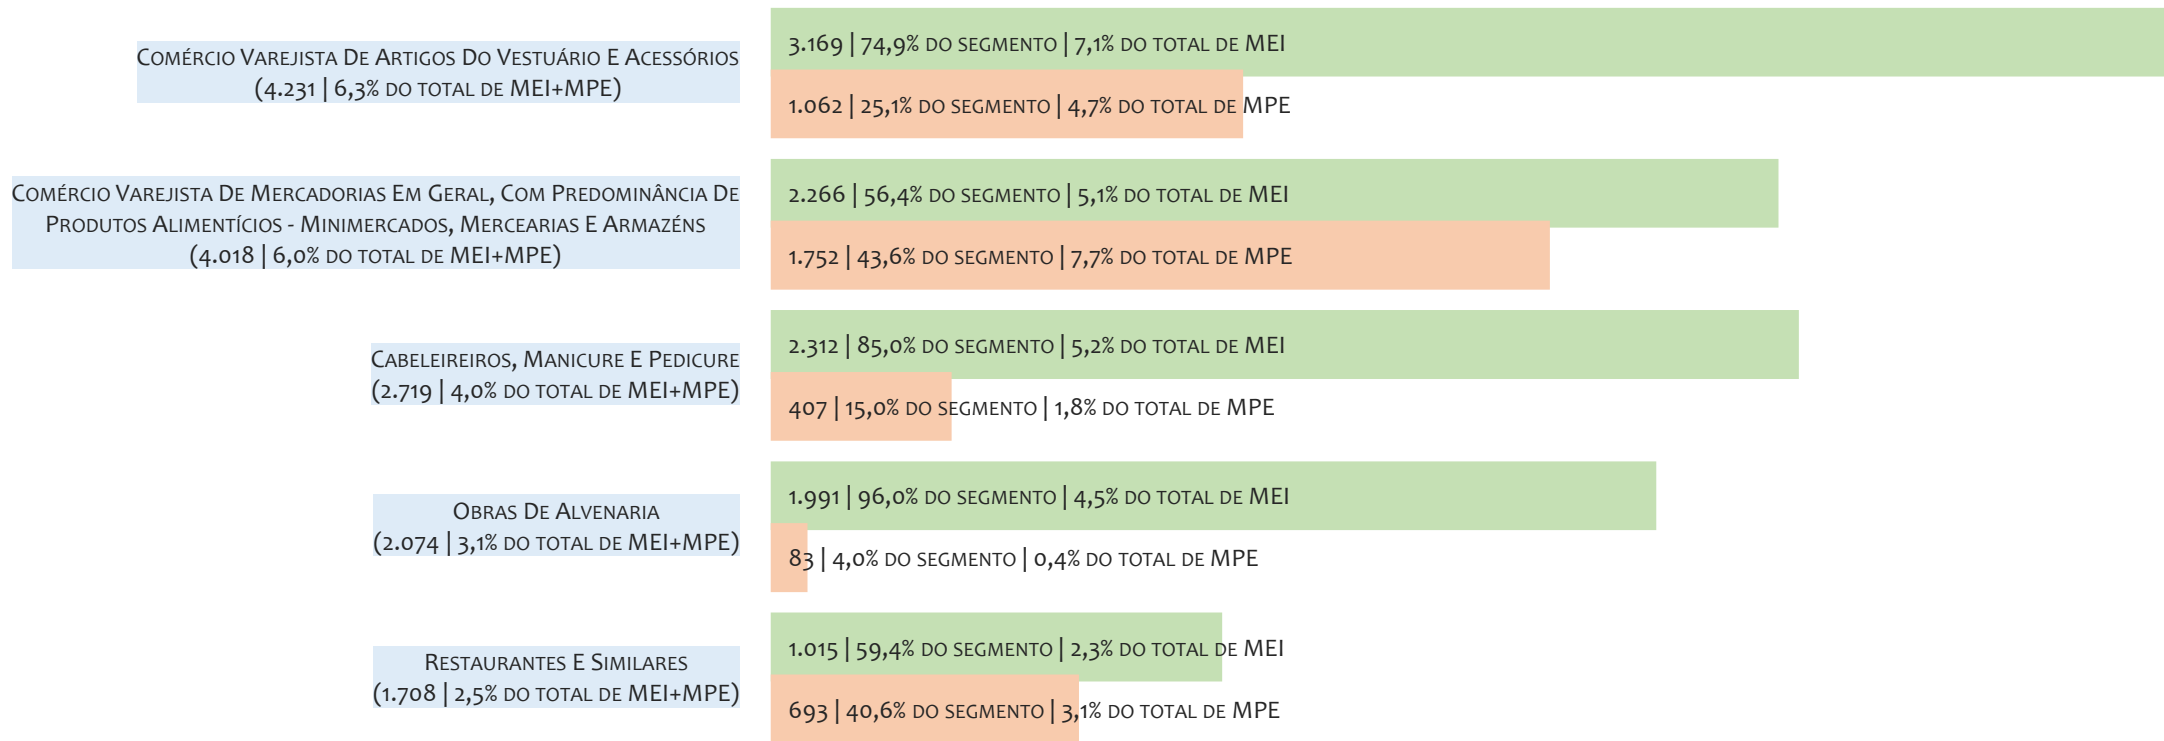 Comércio Varejista De Artigos Do Vestuário E Acessórios
(4.231 | 6,3% do total de MEI+MPE)
3.169 | 74,9% do segmento | 7,1% do total de MEI
1.062 | 25,1% do segmento | 4,7% do total de MPE
Comércio Varejista De Mercadorias Em Geral, Com Predominância De
Produtos Alimentícios - Minimercados, Mercearias E Armazéns
(4.018 | 6,0% do total de MEI+MPE)
2.266 | 56,4% do segmento | 5,1% do total de MEI
1.752 | 43,6% do segmento | 7,7% do total de MPE
Cabeleireiros, Manicure E Pedicure
(2.719 | 4,0% do total de MEI+MPE)
2.312 | 85,0% do segmento | 5,2% do total de MEI
407 | 15,0% do segmento | 1,8% do total de MPE
Obras De Alvenaria
(2.074 | 3,1% do total de MEI+MPE)
1.991 | 96,0% do segmento | 4,5% do total de MEI
83 | 4,0% do segmento | 0,4% do total de MPE
Restaurantes E Similares
(1.708 | 2,5% do total de MEI+MPE)
1.015 | 59,4% do segmento | 2,3% do total de MEI
693 | 40,6% do segmento | 3,1% do total de MPE